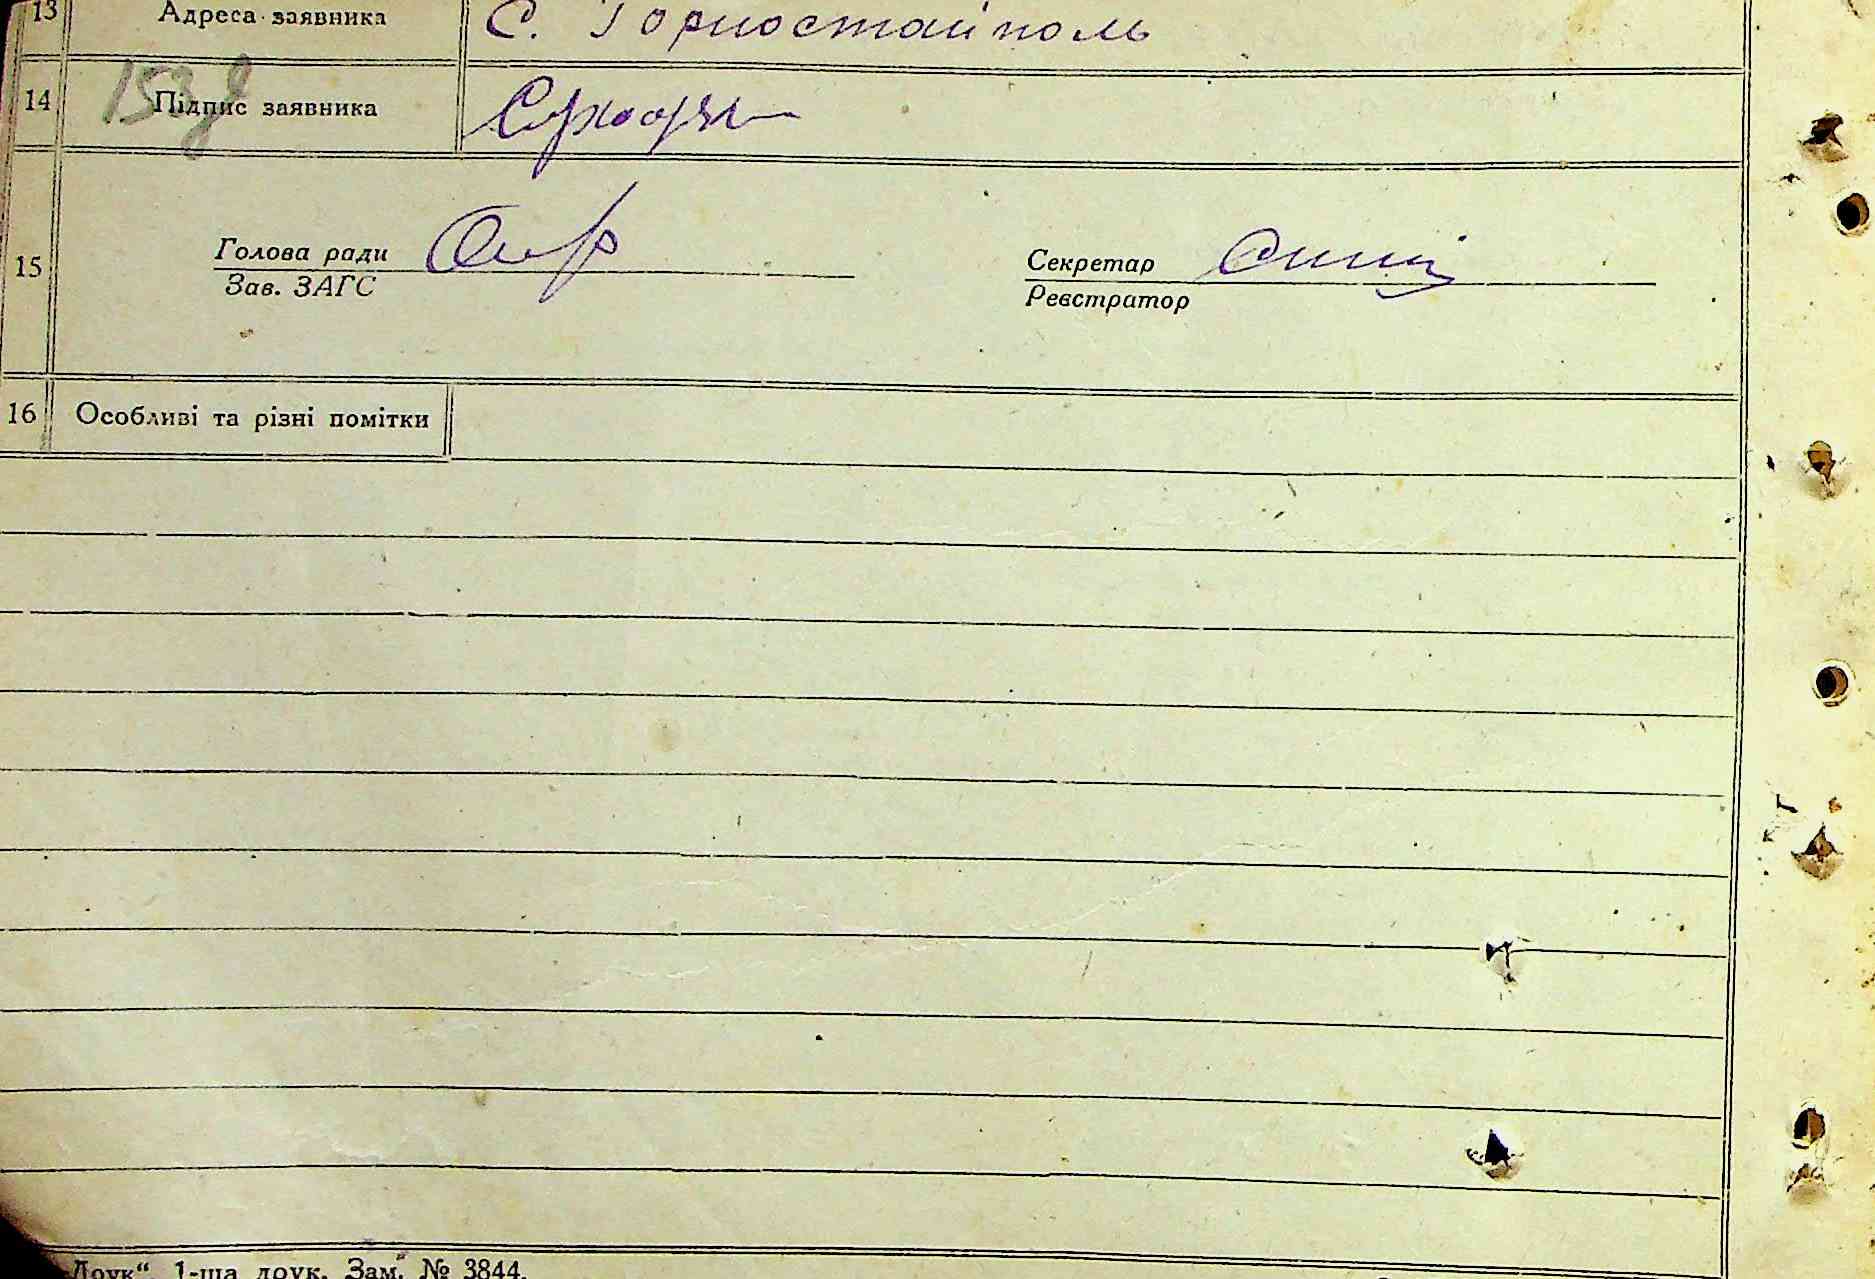 13 Адреса заявника С. Горностайполь
14 Підпис заявника
153
15 Голова ради Секретар
Зав. ЗАГС Реєстратор
16 Особливі та різні помітки
Друк“. 1-ша друк. Зам. № 3844.